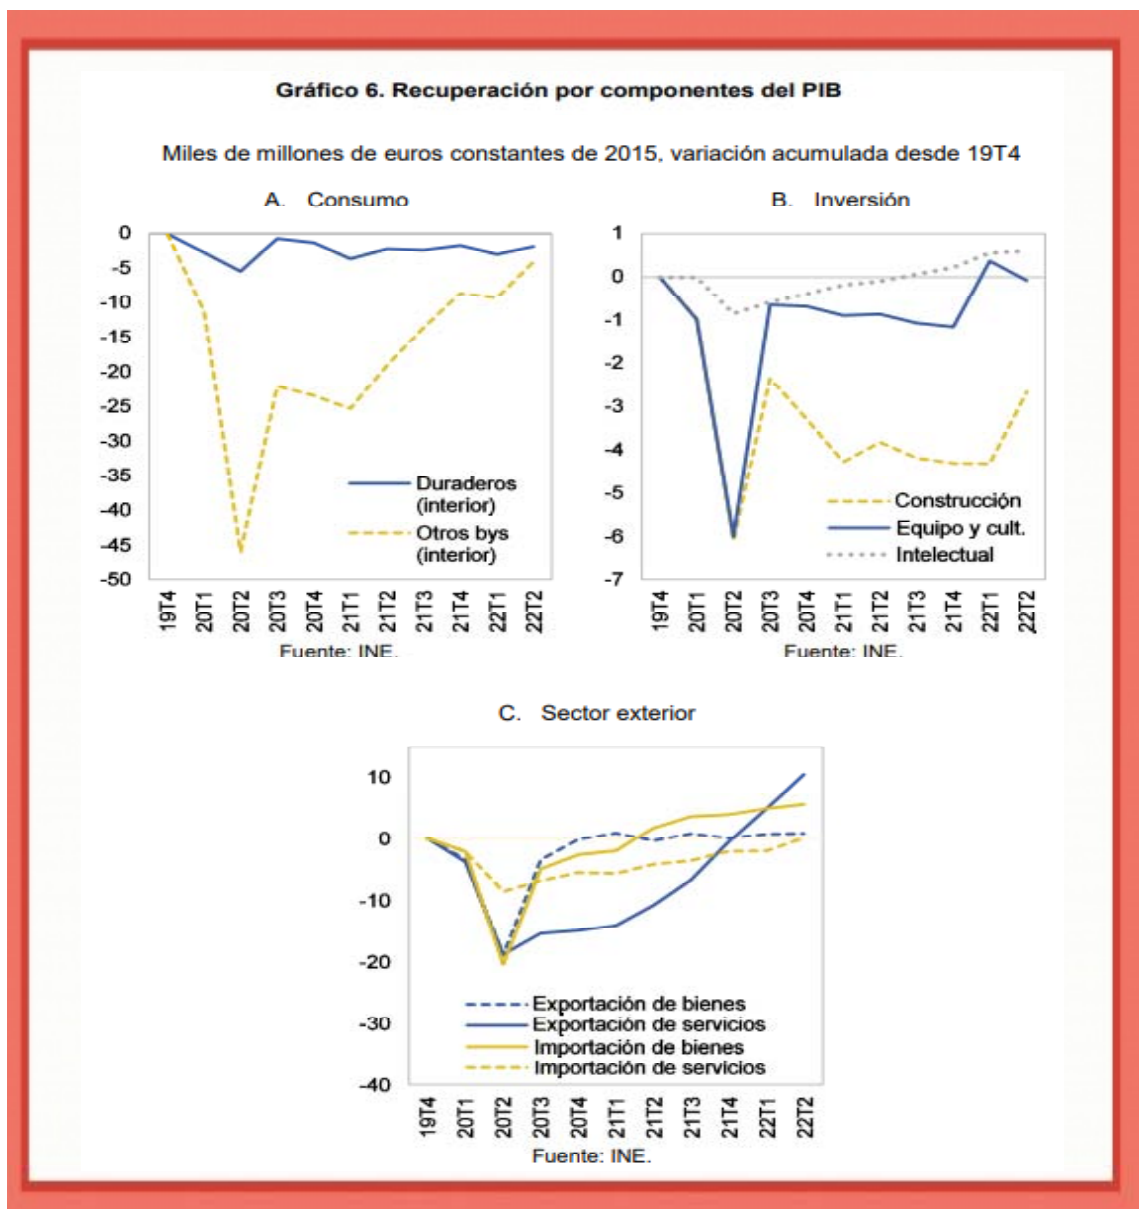 Gráfico 6. Recuperación por componentes del PIB
Miles de millones de euros constantes de 2015, variación acumulada desde 19T4
A. Consumo
0
-5
-10
-15
-20
-25
-30
-35
-40
-45
-50
Duraderos
(interior)
Otros bys
(interior)
19T4
20T1
20T2
20T3
20T4
21T1
21T2
21T3
21T4
22T1
22T2
Fuente: INE.
B. Inversión
1
0
-1
-2
-3
-4
-5
-6
-7
Construcción
Equipo y cult.
Intelectual
19T4
20T1
20T2
20T3
20T4
21T1
21T2
21T3
21T4
22T1
22T2
Fuente: INE.
C. Sector exterior
10
0
-10
-20
-30
-40
Exportación de bienes
Exportación de servicios
Importación de bienes
Importación de servicios
19T4
20T1
20T2
20T3
20T4
21T1
21T2
21T3
21T4
22T1
22T2
Fuente: INE.